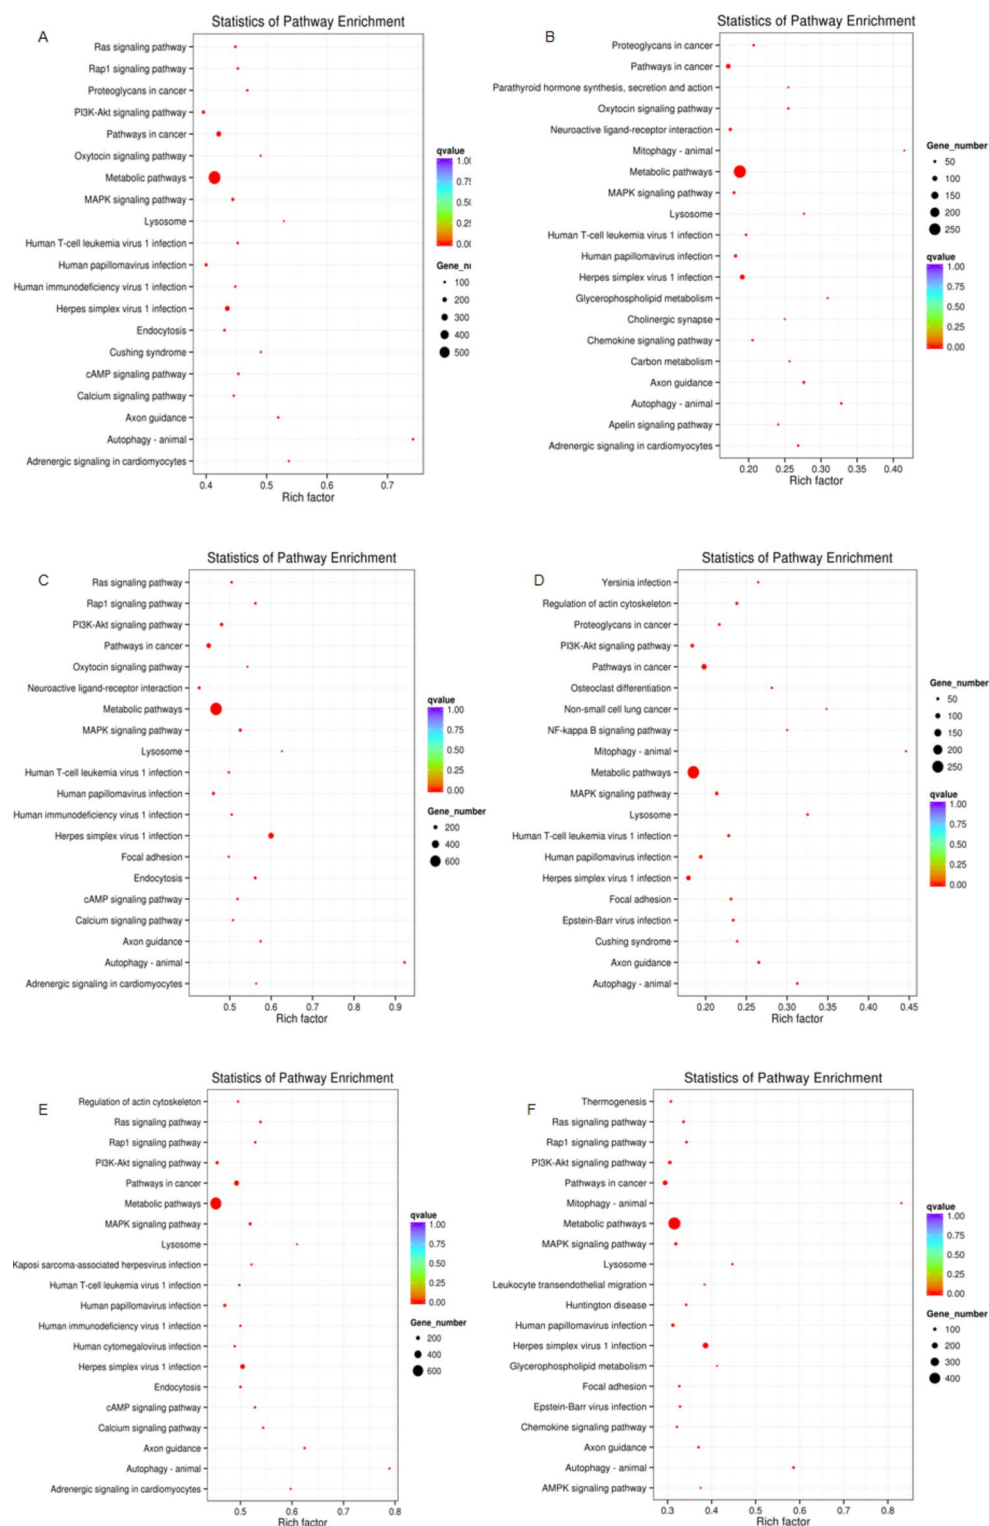 A
Statistics of Pathway Enrichment
Ras signaling pathway
Rap1 signaling pathway
Proteoglycans in cancer
PI3K-Akt signaling pathway
Pathways in cancer
Oxytocin signaling pathway
Metabolic pathways
MAPK signaling pathway
Lysosome
Human T-cell leukemia virus 1 infection
Human papillomavirus infection
Human immunodeficiency virus 1 infection
Herpes simplex virus 1 infection
Endocytosis
Cushing syndrome
cAMP signaling pathway
Calcium signaling pathway
Axon guidance
Autophagy - animal
Adrenergic signaling in cardiomyocytes
0.4 0.5 0.6 0.7
Rich factor
qvalue
1.00
0.75
0.50
0.25
0.00
Gene_nu
100
200
300
400
500
B
Statistics of Pathway Enrichment
Proteoglycans in cancer
Pathways in cancer
Parathyroid hormone synthesis, secretion and action
Oxytocin signaling pathway
Neuroactive ligand-receptor interaction
Mitophagy - animal
Metabolic pathways
MAPK signaling pathway
Lysosome
Human T-cell leukemia virus 1 infection
Human papillomavirus infection
Herpes simplex virus 1 infection
Glycerophospholipid metabolism
Cholinergic synapse
Chemokine signaling pathway
Carbon metabolism
Axon guidance
Autophagy - animal
Apelin signaling pathway
Adrenergic signaling in cardiomyocytes
0.20 0.25 0.30 0.35 0.40
Rich factor
Gene_number
50
100
150
200
250
qvalue
1.00
0.75
0.50
0.25
0.00
C
Statistics of Pathway Enrichment
Ras signaling pathway
Rap1 signaling pathway
PI3K-Akt signaling pathway
Pathways in cancer
Oxytocin signaling pathway
Neuroactive ligand-receptor interaction
Metabolic pathways
MAPK signaling pathway
Lysosome
Human T-cell leukemia virus 1 infection
Human papillomavirus infection
Human immunodeficiency virus 1 infection
Herpes simplex virus 1 infection
Focal adhesion
Endocytosis
cAMP signaling pathway
Calcium signaling pathway
Axon guidance
Autophagy - animal
Adrenergic signaling in cardiomyocytes
0.5 0.6 0.7 0.8 0.9
Rich factor
qvalue
1.00
0.75
0.50
0.25
0.00
Gene_number
200
400
600
D
Statistics of Pathway Enrichment
Yersinia infection
Regulation of actin cytoskeleton
Proteoglycans in cancer
PI3K-Akt signaling pathway
Pathways in cancer
Osteoclast differentiation
Non-small cell lung cancer
NF-kappa B signaling pathway
Mitophagy - animal
Metabolic pathways
MAPK signaling pathway
Lysosome
Human T-cell leukemia virus 1 infection
Human papillomavirus infection
Herpes simplex virus 1 infection
Focal adhesion
Epstein-Barr virus infection
Cushing syndrome
Axon guidance
Autophagy - animal
0.20 0.25 0.30 0.35 0.40 0.45
Rich factor
Gene_number
50
100
150
200
250
qvalue
1.00
0.75
0.50
0.25
0.00
E
Statistics of Pathway Enrichment
Regulation of actin cytoskeleton
Ras signaling pathway
Rap1 signaling pathway
PI3K-Akt signaling pathway
Pathways in cancer
Metabolic pathways
MAPK signaling pathway
Lysosome
Kaposi sarcoma-associated herpesvirus infection
Human T-cell leukemia virus 1 infection
Human papillomavirus infection
Human immunodeficiency virus 1 infection
Human cytomegalovirus infection
Herpes simplex virus 1 infection
Endocytosis
cAMP signaling pathway
Calcium signaling pathway
Axon guidance
Autophagy - animal
Adrenergic signaling in cardiomyocytes
0.5 0.6 0.7 0.8
Rich factor
qvalue
1.00
0.75
0.50
0.25
0.00
Gene_number
200
400
600
F
Statistics of Pathway Enrichment
Thermogenesis
Ras signaling pathway
Rap1 signaling pathway
PI3K-Akt signaling pathway
Pathways in cancer
Mitophagy - animal
Metabolic pathways
MAPK signaling pathway
Lysosome
Leukocyte transendothelial migration
Huntington disease
Human papillomavirus infection
Herpes simplex virus 1 infection
Glycerophospholipid metabolism
Focal adhesion
Epstein-Barr virus infection
Chemokine signaling pathway
Axon guidance
Autophagy - animal
AMPK signaling pathway
0.3 0.4 0.5 0.6 0.7 0.8
Rich factor
qvalue
1.00
0.75
0.50
0.25
0.00
Gene_number
100
200
300
400